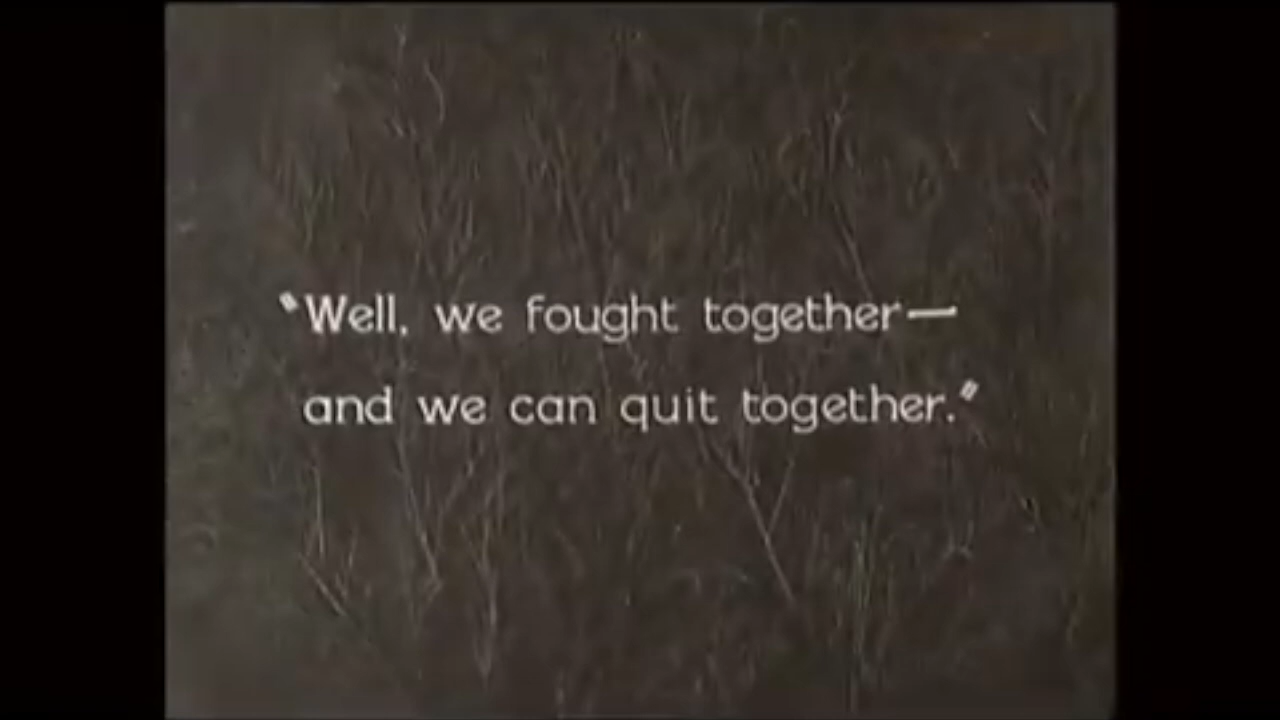 "Well, we fought together—
and we can quit together."